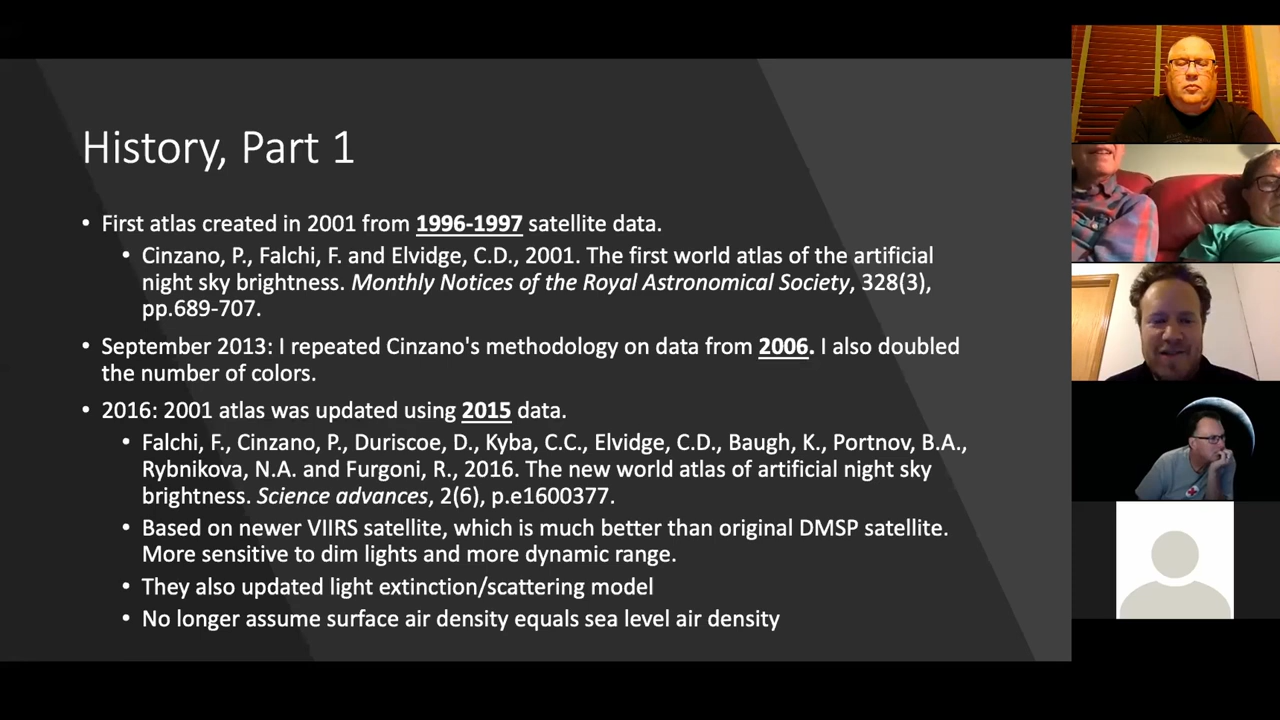 History, Part 1
• First atlas created in 2001 from 1996-1997 satellite data.
• Cinzano, P., Falchi, F. and Elvidge, C.D., 2001. The first world atlas of the artificial
night sky brightness. Monthly Notices of the Royal Astronomical Society, 328(3),
pp.689-707.
• September 2013: I repeated Cinzano's methodology on data from 2006. I also doubled
the number of colors.
• 2016: 2001 atlas was updated using 2015 data.
• Falchi, F., Cinzano, P., Duriscoe, D., Kyba, C.C., Elvidge, C.D., Baugh, K., Portnov, B.A.,
Rybnikova, N.A. and Furgoni, R., 2016. The new world atlas of artificial night sky
brightness. Science advances, 2(6), p.e1600377.
• Based on newer VIIRS satellite, which is much better than original DMSP satellite.
More sensitive to dim lights and more dynamic range.
• They also updated light extinction/scattering model
• No longer assume surface air density equals sea level air density